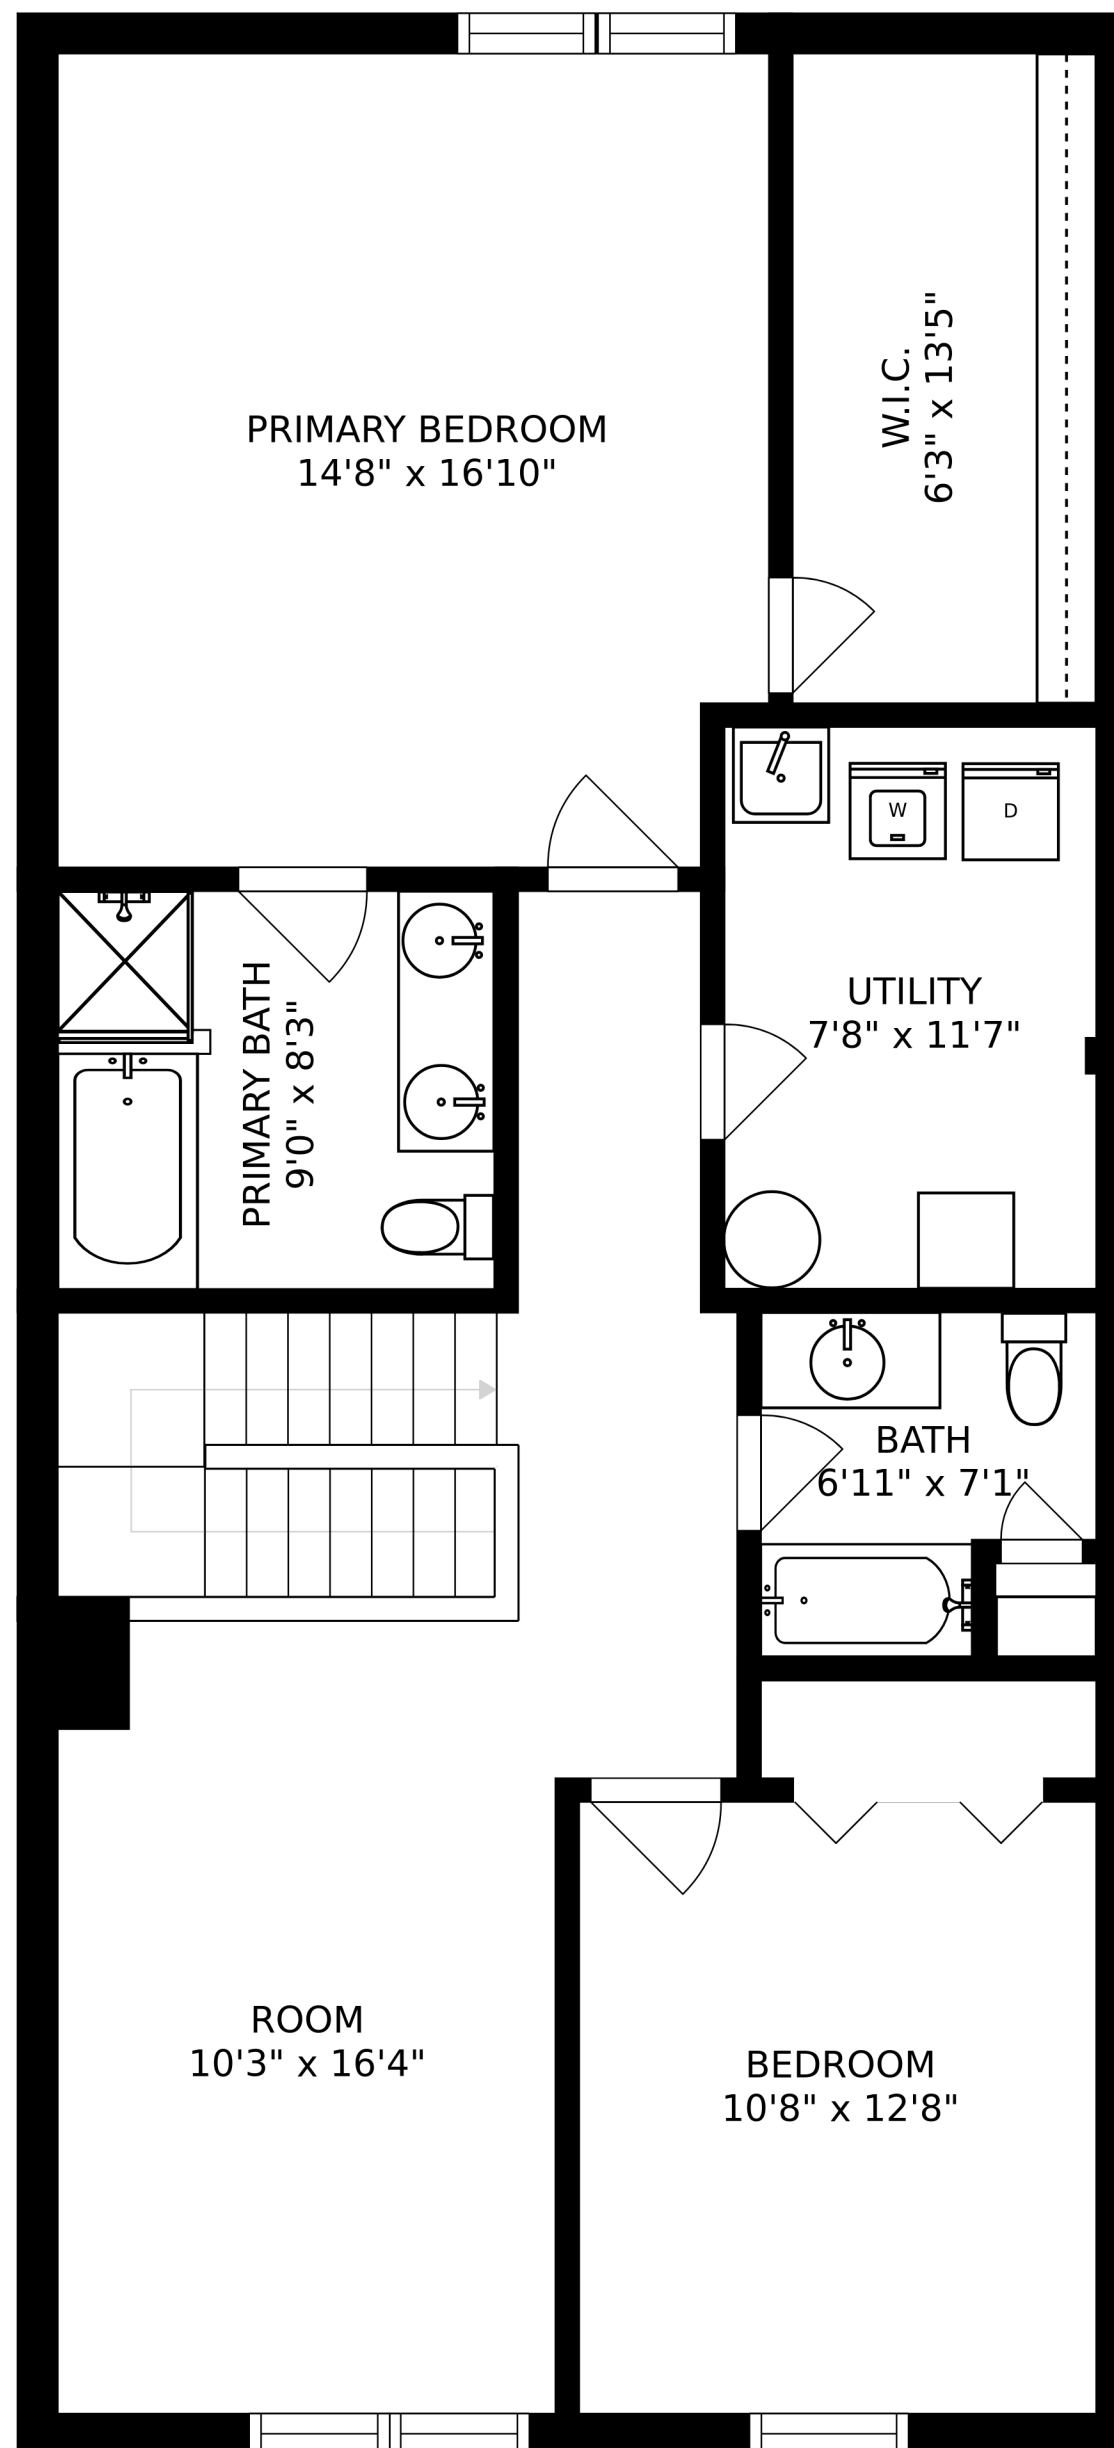 PRIMARY BEDROOM
14'8" x 16'10"
W.I.C.
6'3" x 13'5"
W
D
UTILITY
7'8" x 11'7"
PRIMARY BATH
9'0" x 8'3"
BATH
6'11" x 7'1"
ROOM
10'3" x 16'4"
BEDROOM
10'8" x 12'8"